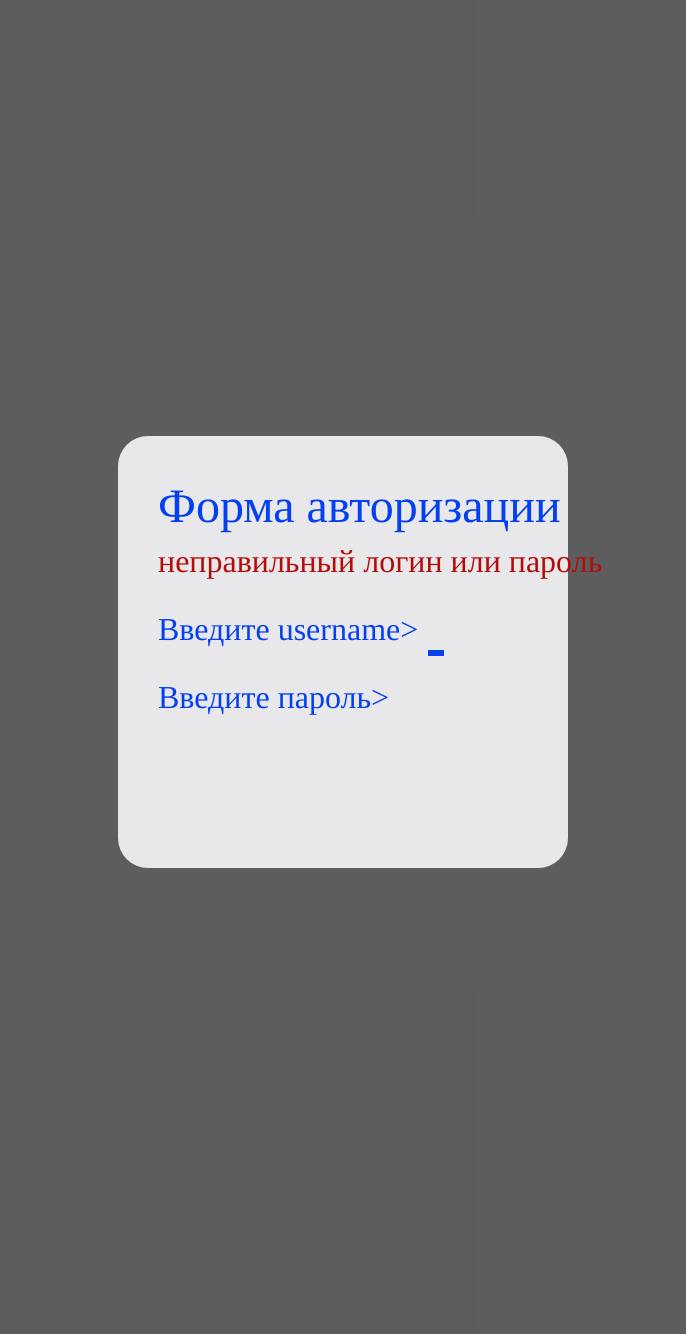 Форма авторизации
неправильный логин или пароль
Введите username>
Введите пароль>